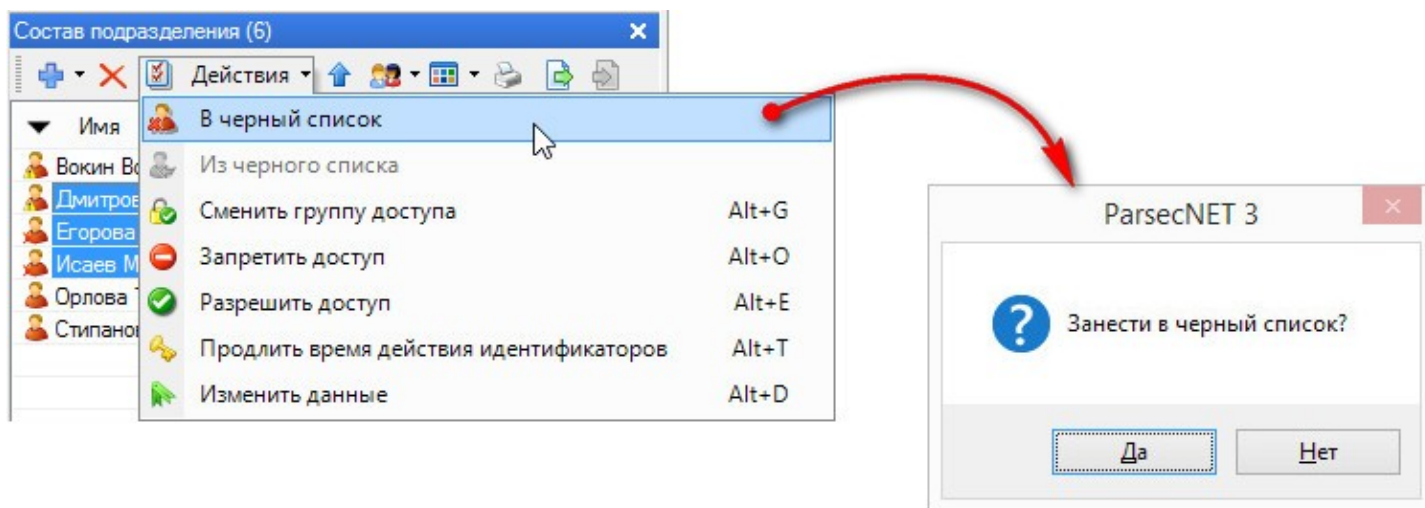 Состав подразделения (6)
Действия
Имя
В черный список
Вокин
Из черного списка
Дмитров
Сменить группу доступа Alt+G
Егорова
Запретить доступ Alt+O
Исаев М
Разрешить доступ Alt+E
Орлова
Стипанов
Продлить время действия идентификаторов Alt+T
Изменить данные Alt+D
ParsecNET 3
Занести в черный список?
Да Нет